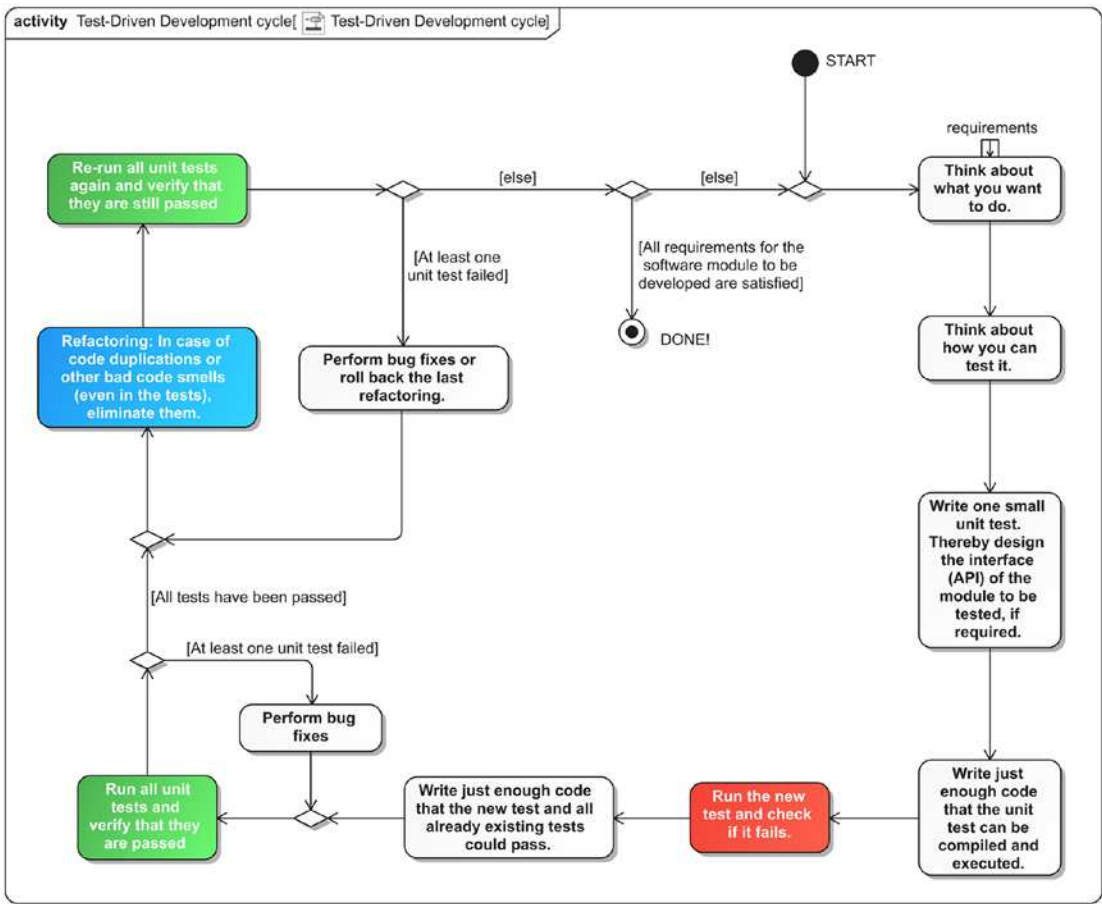 activity Test-Driven Development cycle[ Test-Driven Development cycle]
START
requirements
Re-run all unit tests
again and verify that
they are still passed
[else]
[else]
Think about
what you want
to do.
[At least one
unit test failed]
[All requirements for the
software module to be
developed are satisfied]
DONE!
Think about
how you can
test it.
Refactoring: In case of
code duplications or
other bad code smells
(even in the tests),
eliminate them.
Perform bug fixes or
roll back the last
refactoring.
Write one small
unit test.
Thereby design
the interface
(API) of the
module to be
tested, if
required.
[All tests have been passed]
[At least one unit test failed]
Perform bug
fixes
Run all unit
tests and
verify that they
are passed
Write just enough code
that the new test and all
already existing tests
could pass.
Run the new
test and check
if it fails.
Write just
enough code
that the unit
test can be
compiled and
executed.